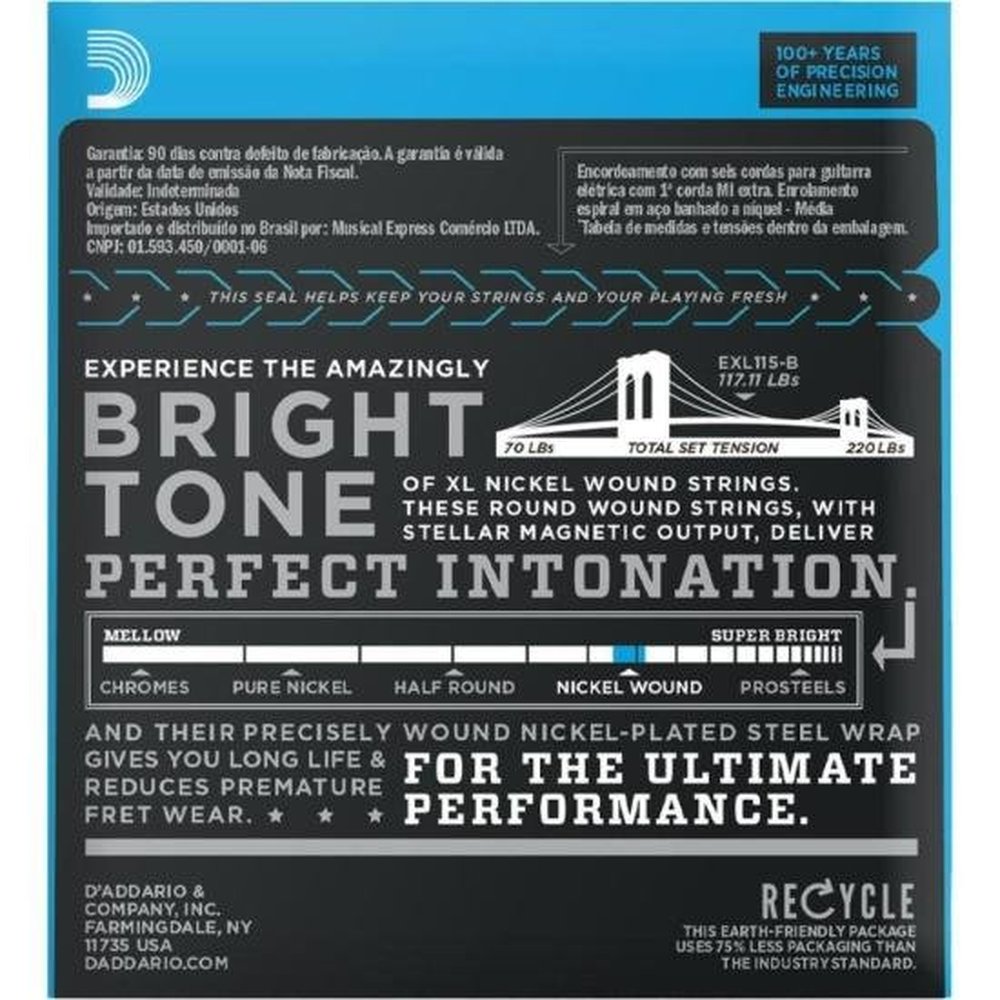 100+ YEARS
OF PRECISION
ENGINEERING
Garantia: 90 dias contra defeito de fabricação. A garantia é válida
a partir da data de emissão da Nota Fiscal.
Validade: Indeterminada
Origem: Estados Unidos
Importado e distribuído no Brasil por: Musical Express Comércio LTDA.
CNPJ: 01.593.450/0001-06
Encordoamento com seis cordas para guitarra
elétrica com 1ª corda MI extra. Enrolamento
espiral em aço banhado a níquel - Média
*Tabela de medidas e tensões dentro da embalagem.
THIS SEAL HELPS KEEP YOUR STRINGS AND YOUR PLAYING FRESH
EXPERIENCE THE AMAZINGLY
BRIGHT
TONE
EXL115-B
117.11 LBs
70 LBs TOTAL SET TENSION 220 LBs
OF XL NICKEL WOUND STRINGS.
THESE ROUND WOUND STRINGS, WITH
STELLAR MAGNETIC OUTPUT, DELIVER
PERFECT INTONATION.
MELLOW SUPER BRIGHT
CHROMES PURE NICKEL HALF ROUND NICKEL WOUND PROSTEELS
AND THEIR PRECISELY WOUND NICKEL-PLATED STEEL WRAP
GIVES YOU LONG LIFE &
REDUCES PREMATURE
FRET WEAR.
FOR THE ULTIMATE
PERFORMANCE.
D'ADDARIO &
COMPANY, INC.
FARMINGDALE, NY
11735 USA
DADDARIO.COM
RECYCLE
THIS EARTH-FRIENDLY PACKAGE
USES 75% LESS PACKAGING THAN
THE INDUSTRY STANDARD.